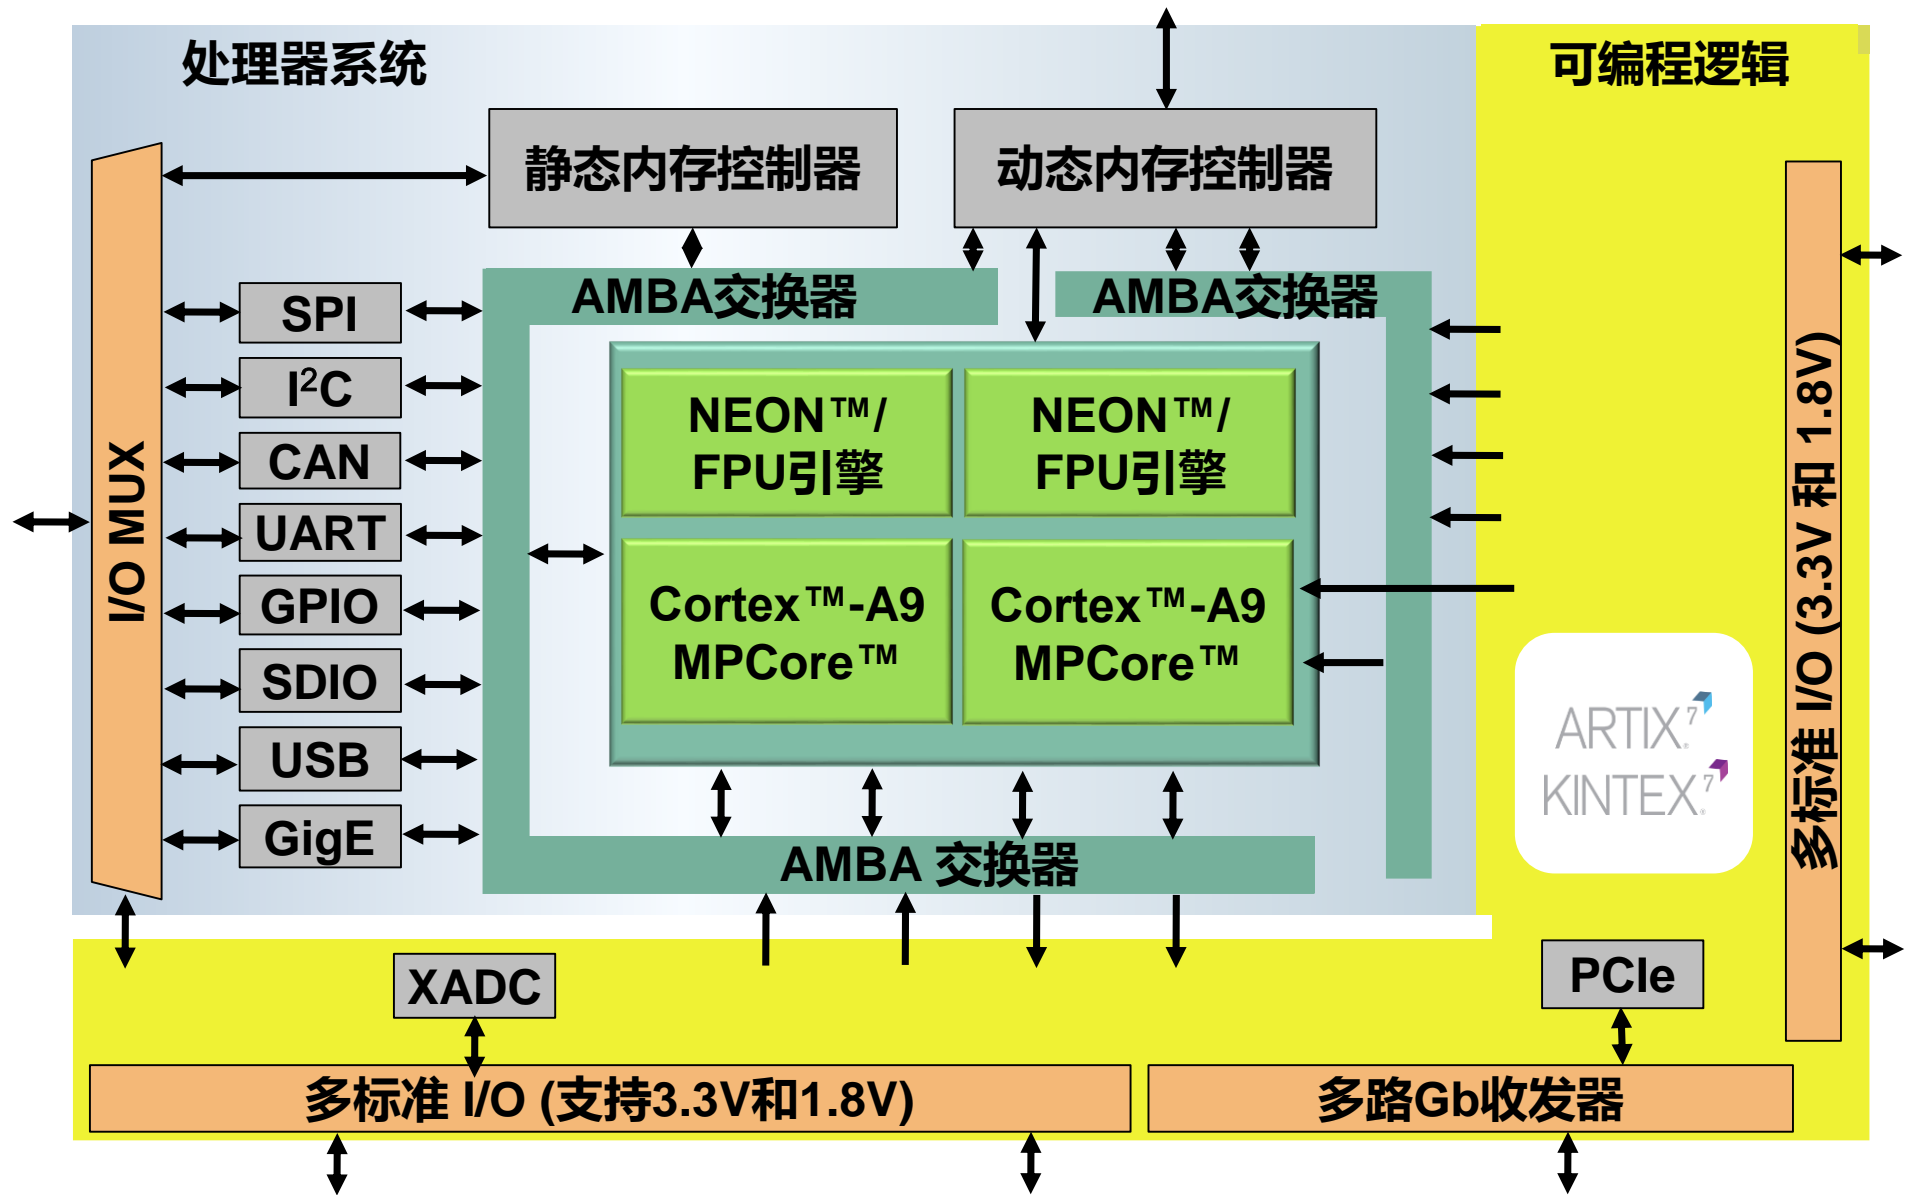 处理器系统
可编程逻辑
静态内存控制器
动态内存控制器
AMBA交换器
AMBA交换器
I/O MUX
SPI
I²C
CAN
UART
GPIO
SDIO
USB
GigE
NEON™/
FPU引擎
NEON™/
FPU引擎
Cortex™-A9
MPCore™
Cortex™-A9
MPCore™
AMBA 交换器
ARTIX®7
KINTEX®7
多标准 I/O (3.3V 和 1.8V)
XADC
PCIe
多标准 I/O (支持3.3V和1.8V)
多路Gb收发器